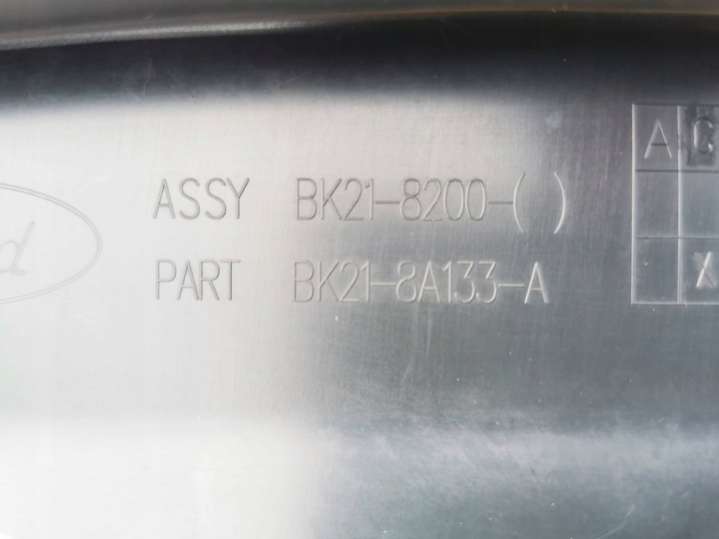 A C
ASSY BK21-8200-( )
PART BK21-8A133-A
X